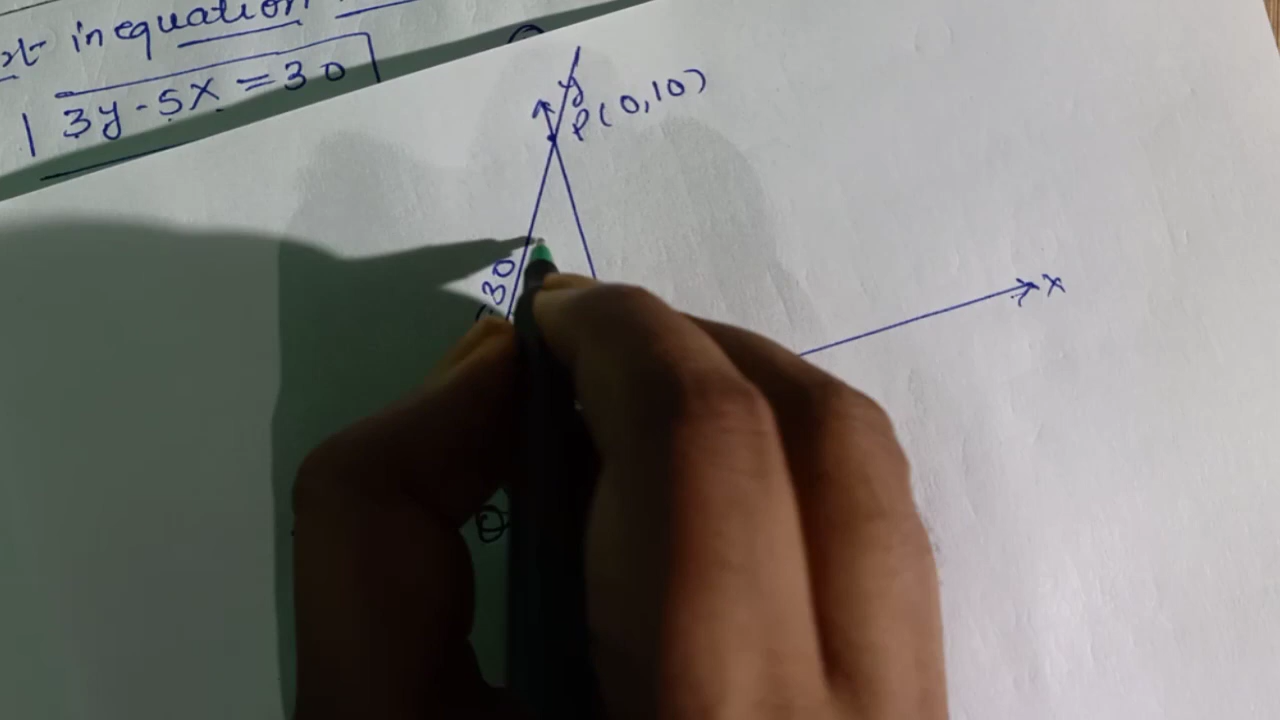 inequation
3y-5x=30
y
P(0,10)
30
x
Q